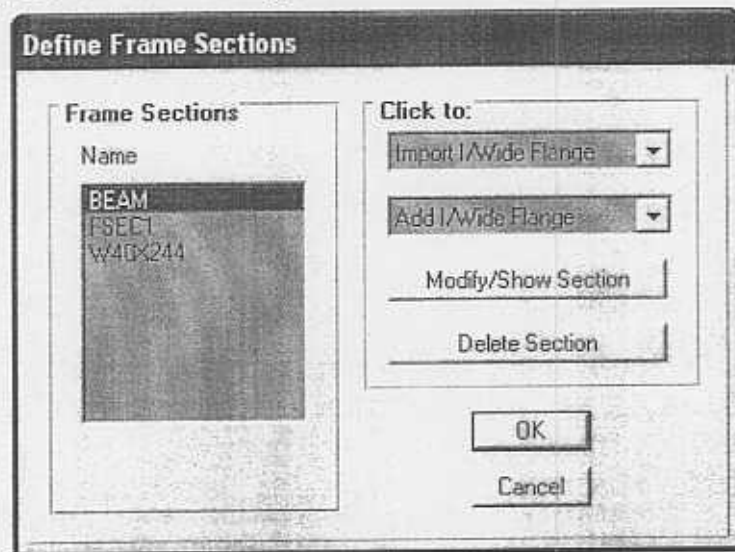 Define Frame Sections
Frame Sections
Name
BEAM
FSEC1
W40X244
Click to:
Import I/Wide Flange
Add I/Wide Flange
Modify/Show Section
Delete Section
OK
Cancel